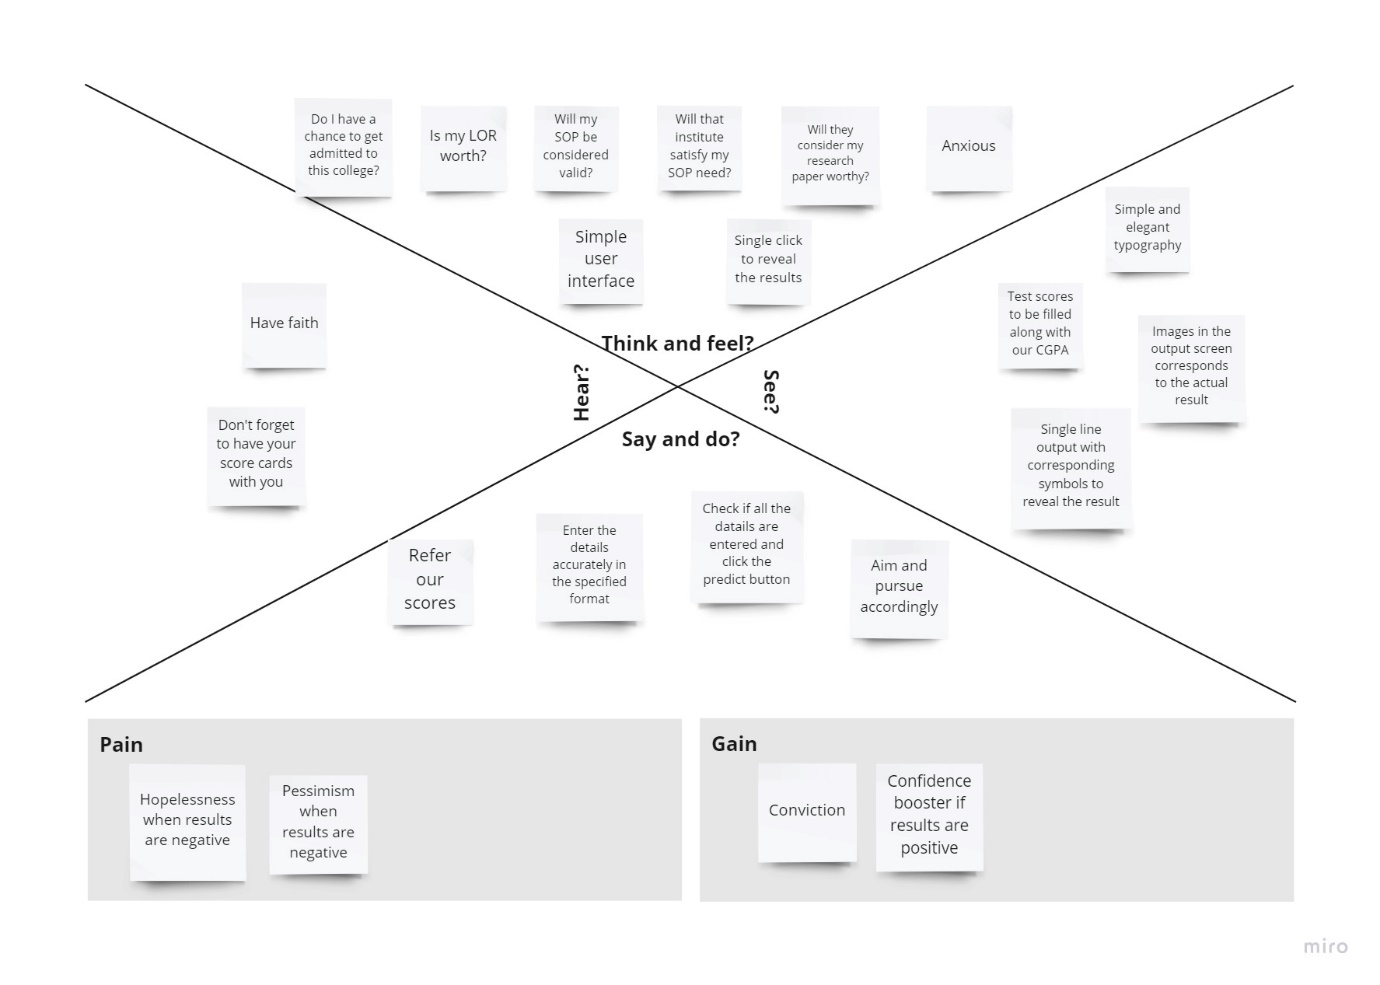 Do I have a
chance to get
admitted to
this college?
Is my LOR
worth?
Will my
SOP be
considered
valid?
Will that
institute
satisfy my
SOP need?
Will they
consider my
research
paper worthy?
Anxious
Simple
user
interface
Single click
to reveal
the results
Think and feel?
Have faith
Don't forget
to have your
score cards
with you
Hear?
See?
Simple and
elegant
typography
Test scores
to be filled
along with
our CGPA
Images in the
output screen
corresponds
to the actual
result
Single line
output with
corresponding
symbols to
reveal the result
Say and do?
Refer
our
scores
Enter the
details
accurately in
the specified
format
Check if all the
datails are
entered and
click the
predict button
Aim and
pursue
accordingly
Pain
Hopelessness
when results
are negative
Pessimism
when
results are
negative
Gain
Conviction
Confidence
booster if
results are
positive
miro